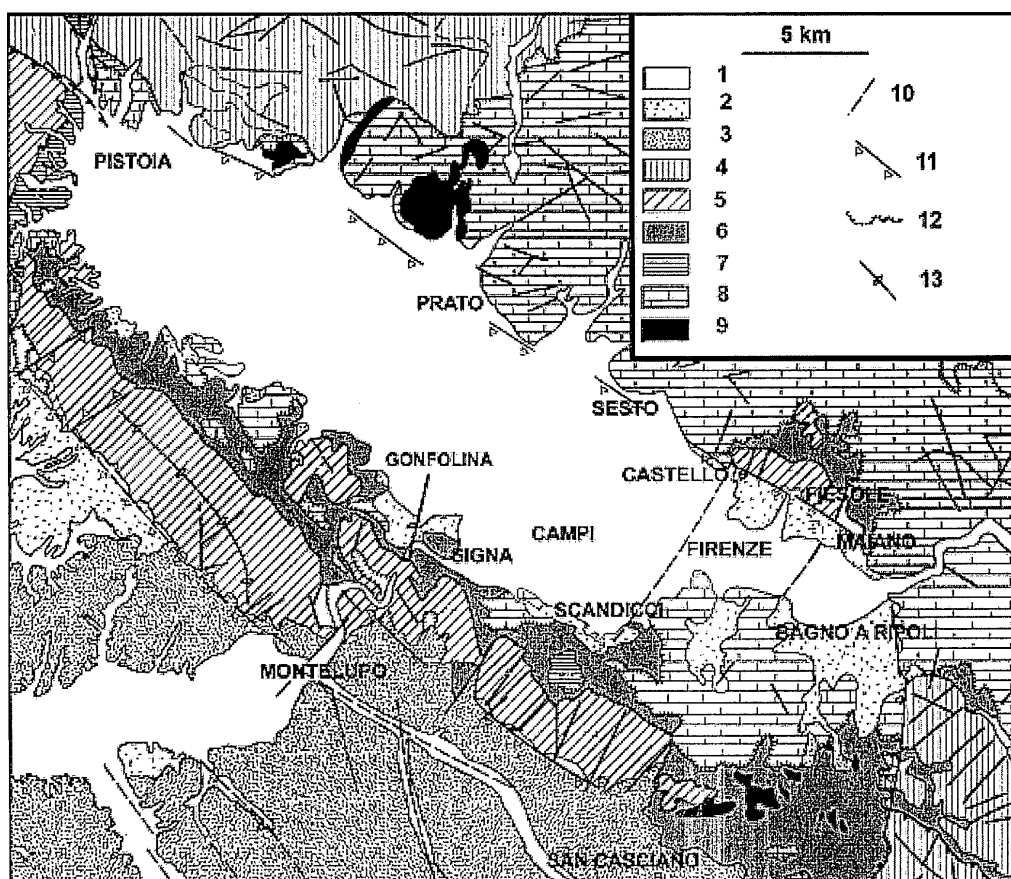 5 km
1
2
3
4
5
6
7
8
9
10
11
12
13
PISTOIA
PRATO
SESTO
GONFOLINA
CASTELLO
FIESOLE
CAMPI
FIRENZE
MAIANO
SIGNA
SCANDICCI
BAGNO A RIPOLI
MONTELUPO
SAN CASCIANO